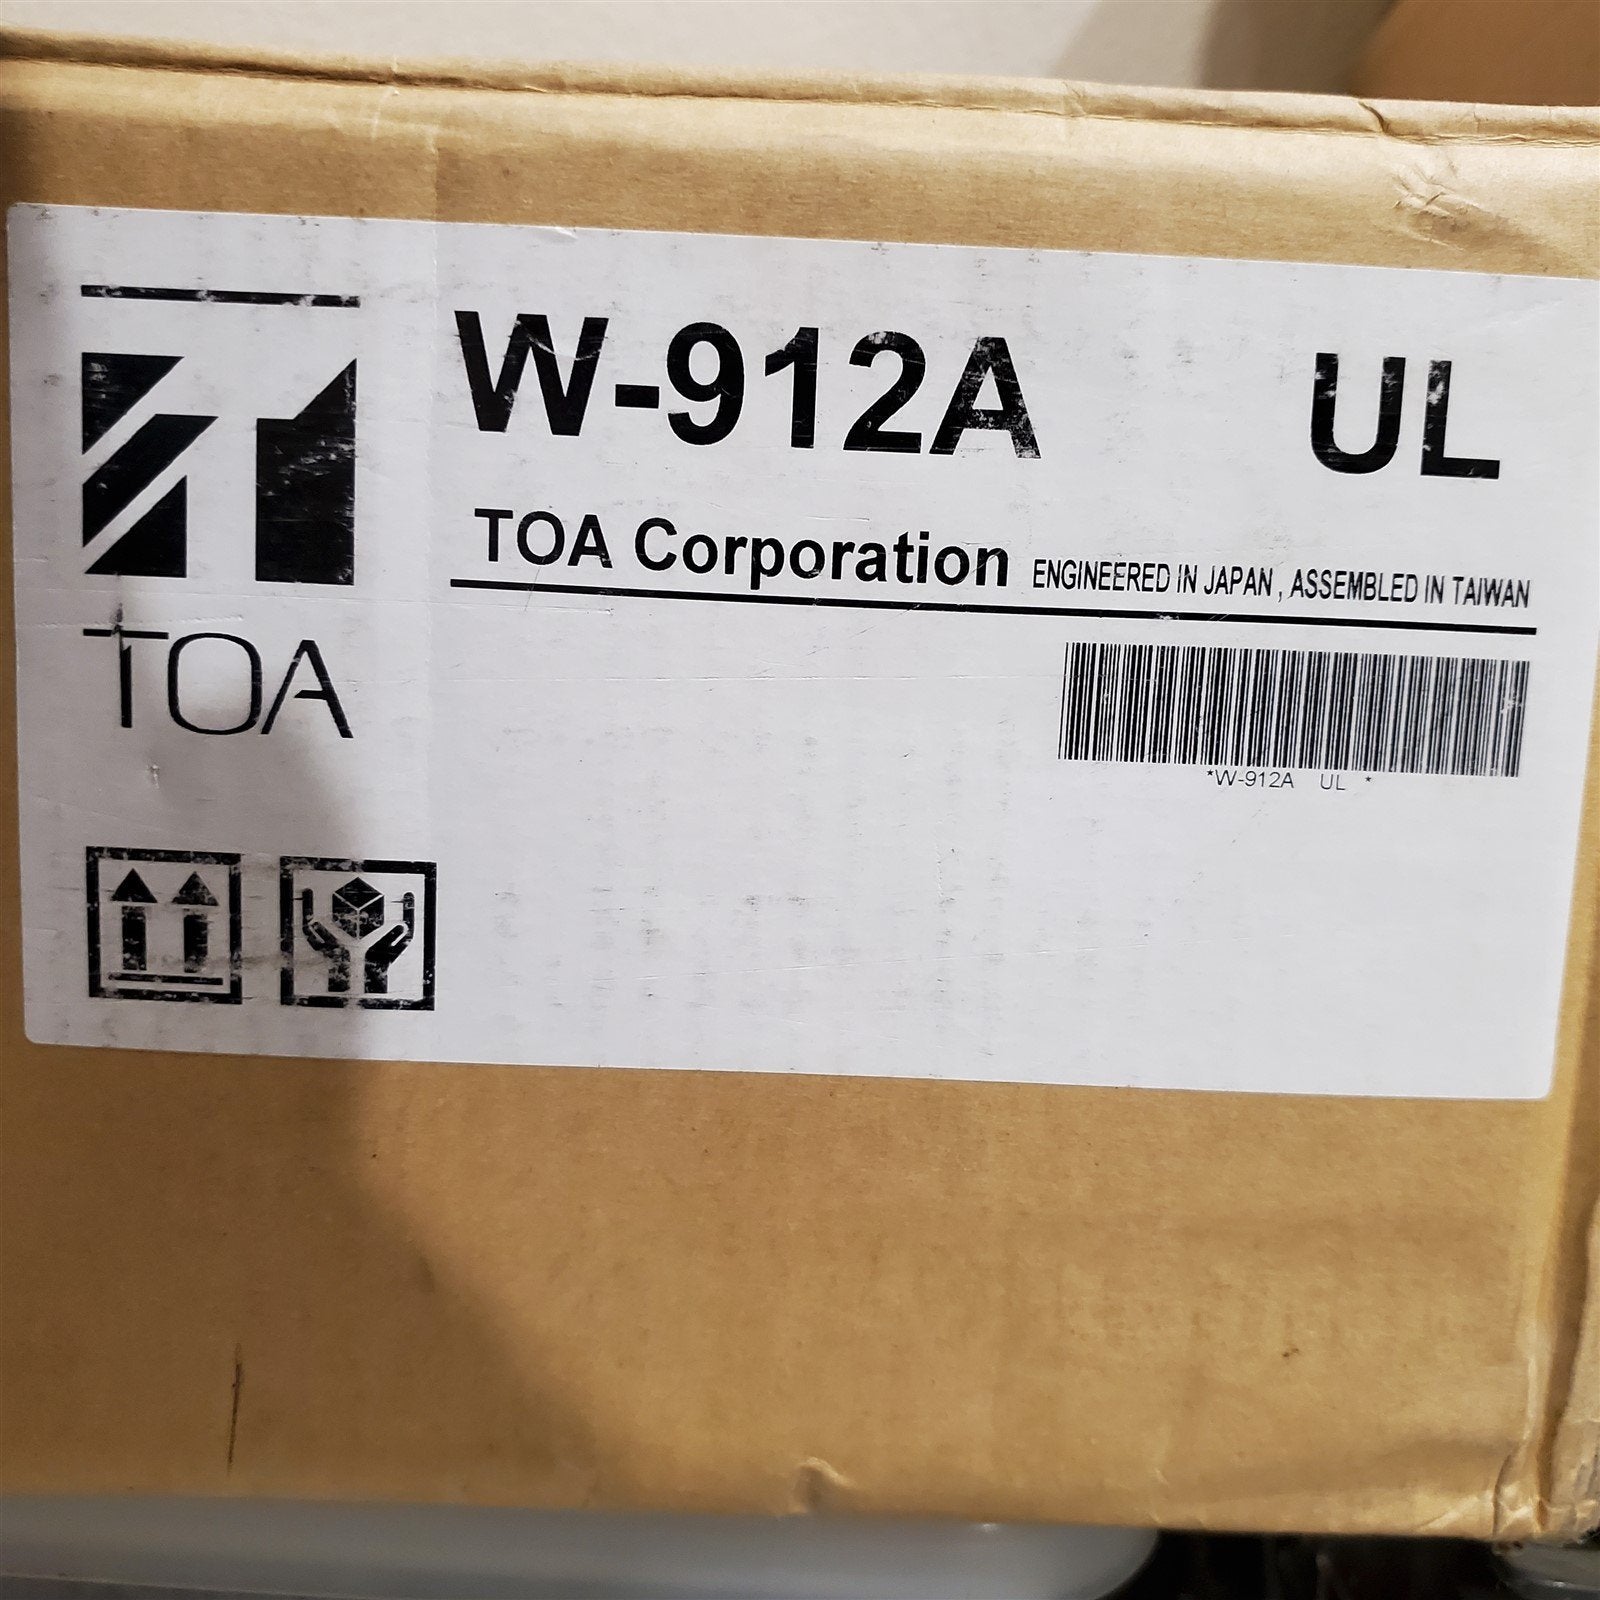 W-912A UL
TOA Corporation ENGINEERED IN JAPAN , ASSEMBLED IN TAIWAN
TOA
*W-912A UL *